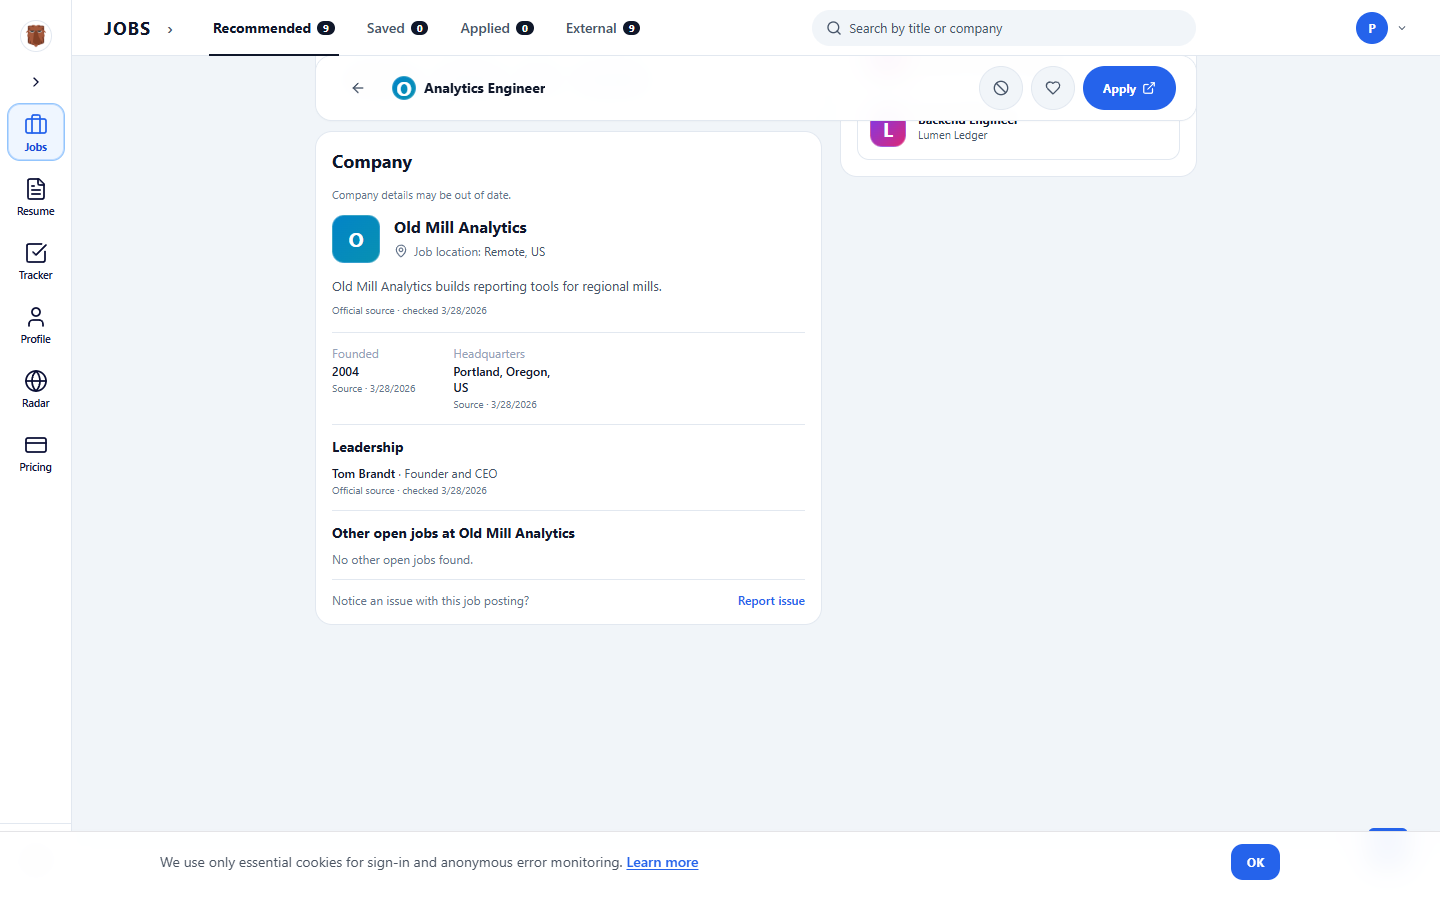 JOBS
Recommended 9
Saved 0
Applied 0
External 9
Search by title or company
P
Jobs
Resume
Tracker
Profile
Radar
Pricing
O
Analytics Engineer
Apply
Company
Company details may be out of date.
O
Old Mill Analytics
Job location: Remote, US
Old Mill Analytics builds reporting tools for regional mills.
Official source · checked 3/28/2026
Founded
2004
Source · 3/28/2026
Headquarters
Portland, Oregon,
US
Source · 3/28/2026
Leadership
Tom Brandt · Founder and CEO
Official source · checked 3/28/2026
Other open jobs at Old Mill Analytics
No other open jobs found.
Notice an issue with this job posting?
Report issue
L
Backend Engineer
Lumen Ledger
We use only essential cookies for sign-in and anonymous error monitoring. Learn more
OK